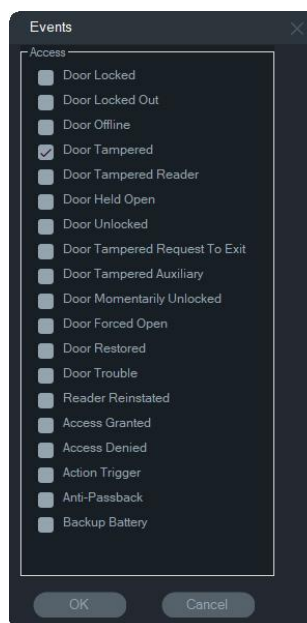 Events
Access
Door Locked
Door Locked Out
Door Offline
Door Tampered
Door Tampered Reader
Door Held Open
Door Unlocked
Door Tampered Request To Exit
Door Tampered Auxiliary
Door Momentarily Unlocked
Door Forced Open
Door Restored
Door Trouble
Reader Reinstated
Access Granted
Access Denied
Action Trigger
Anti-Passback
Backup Battery
OK Cancel